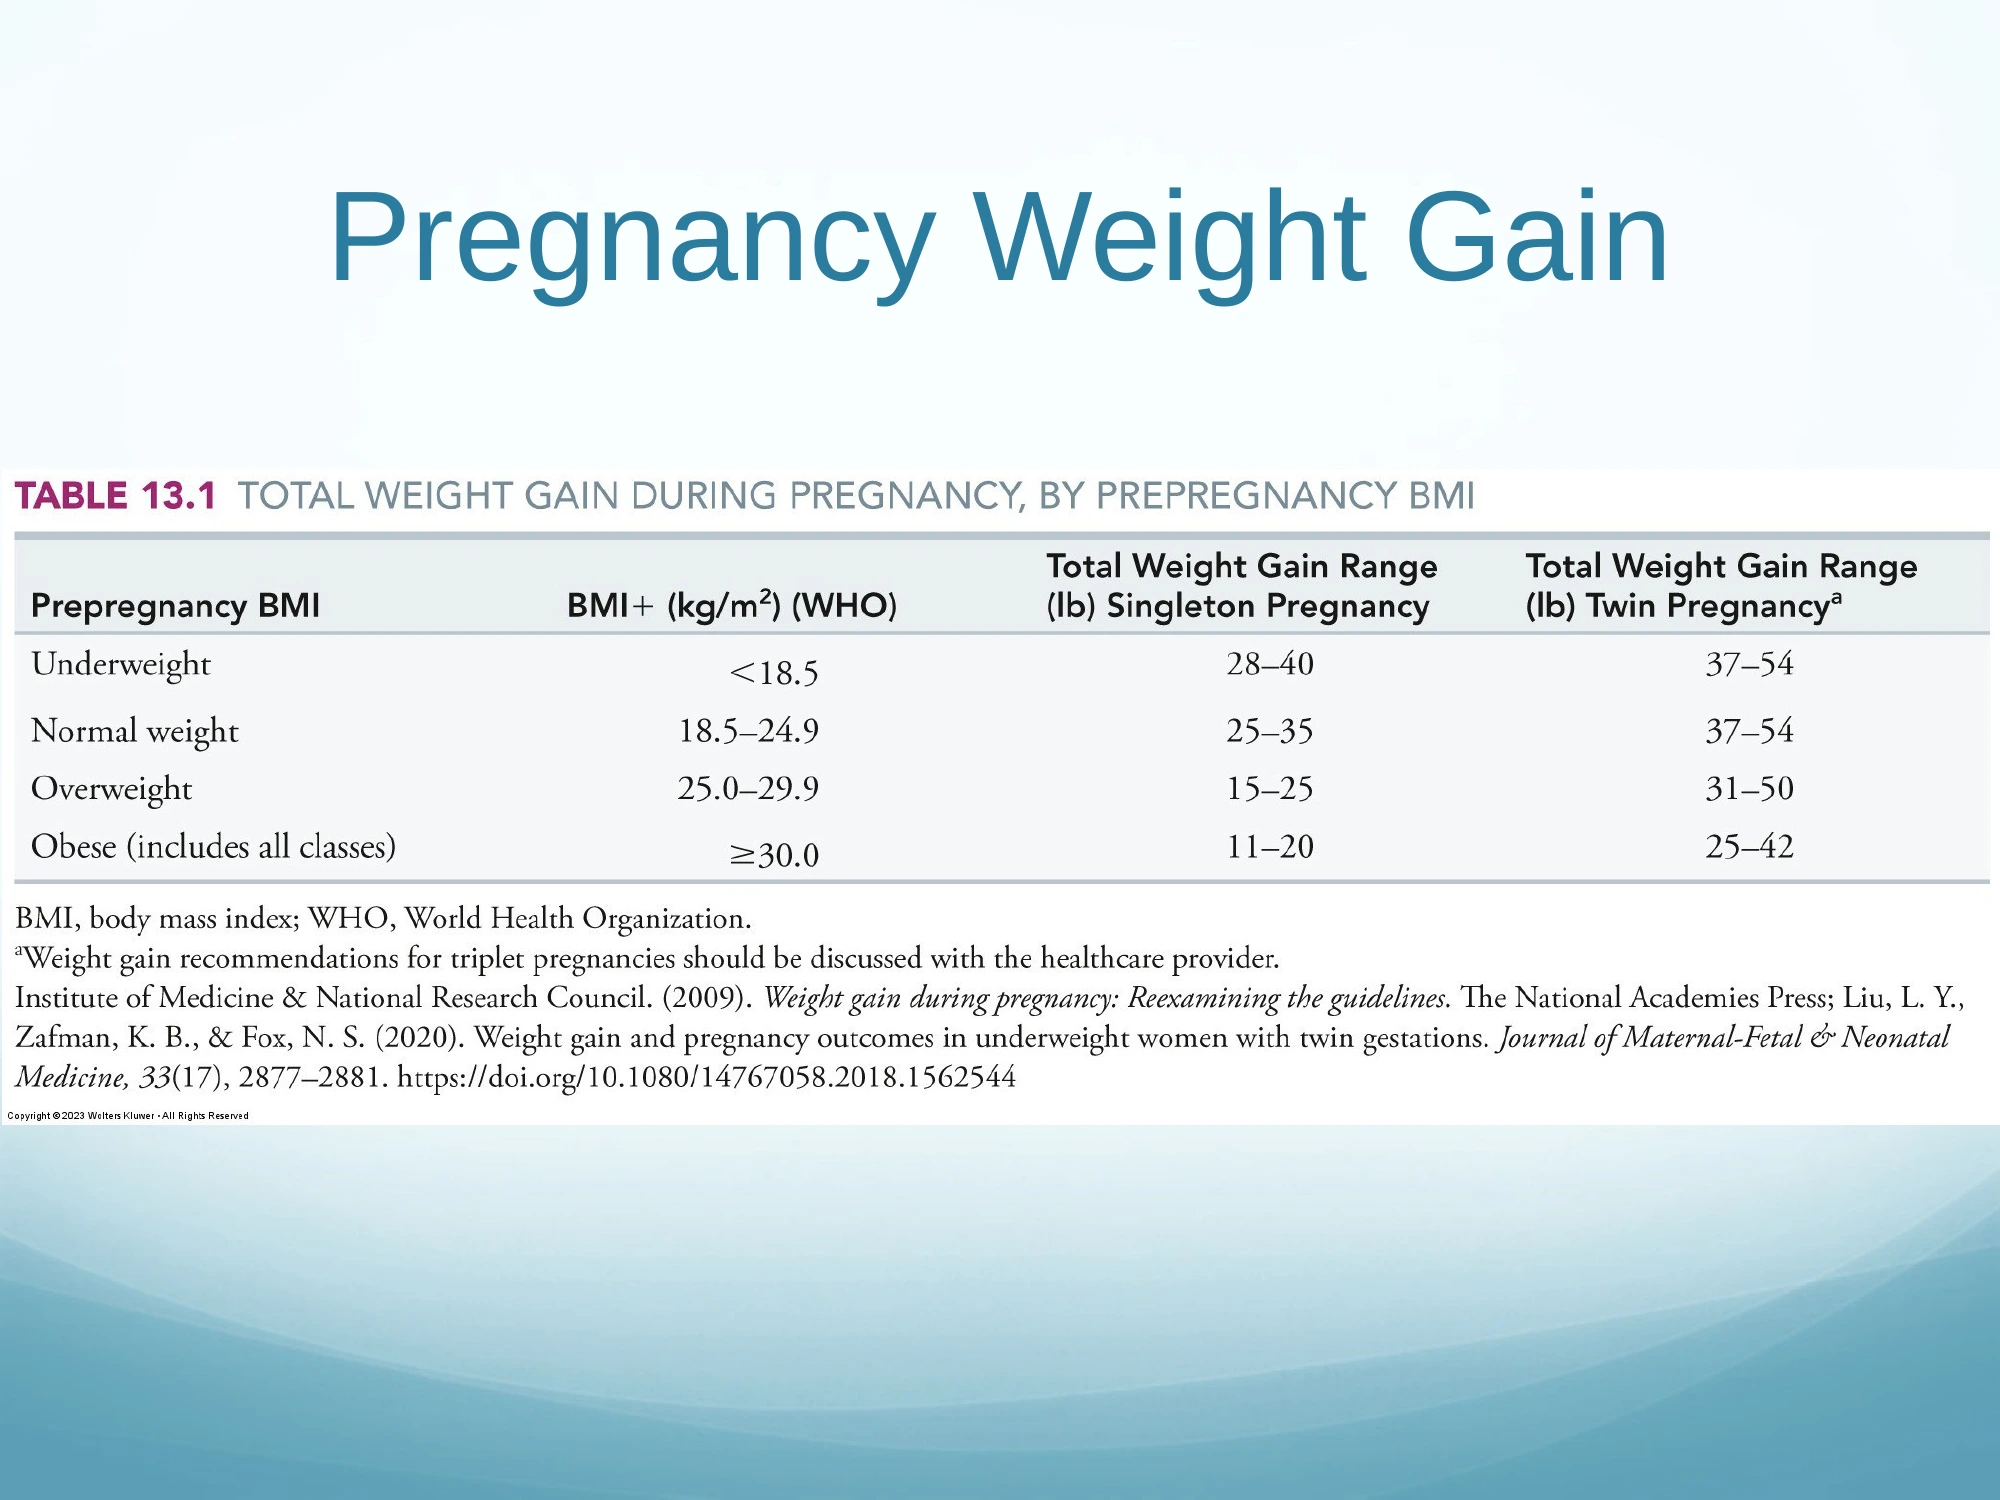 Pregnancy Weight Gain
TABLE 13.1 TOTAL WEIGHT GAIN DURING PREGNANCY, BY PREPREGNANCY BMI
Prepregnancy BMI BMI+ (kg/m²) (WHO) Total Weight Gain Range (lb) Singleton Pregnancy Total Weight Gain Range (lb) Twin Pregnancyᵃ
Underweight <18.5 28–40 37–54
Normal weight 18.5–24.9 25–35 37–54
Overweight 25.0–29.9 15–25 31–50
Obese (includes all classes) ≥30.0 11–20 25–42
BMI, body mass index; WHO, World Health Organization.
ᵃWeight gain recommendations for triplet pregnancies should be discussed with the healthcare provider.
Institute of Medicine & National Research Council. (2009). Weight gain during pregnancy: Reexamining the guidelines. The National Academies Press; Liu, L. Y.,
Zafman, K. B., & Fox, N. S. (2020). Weight gain and pregnancy outcomes in underweight women with twin gestations. Journal of Maternal-Fetal & Neonatal
Medicine, 33(17), 2877–2881. https://doi.org/10.1080/14767058.2018.1562544
Copyright © 2023 Wolters Kluwer • All Rights Reserved